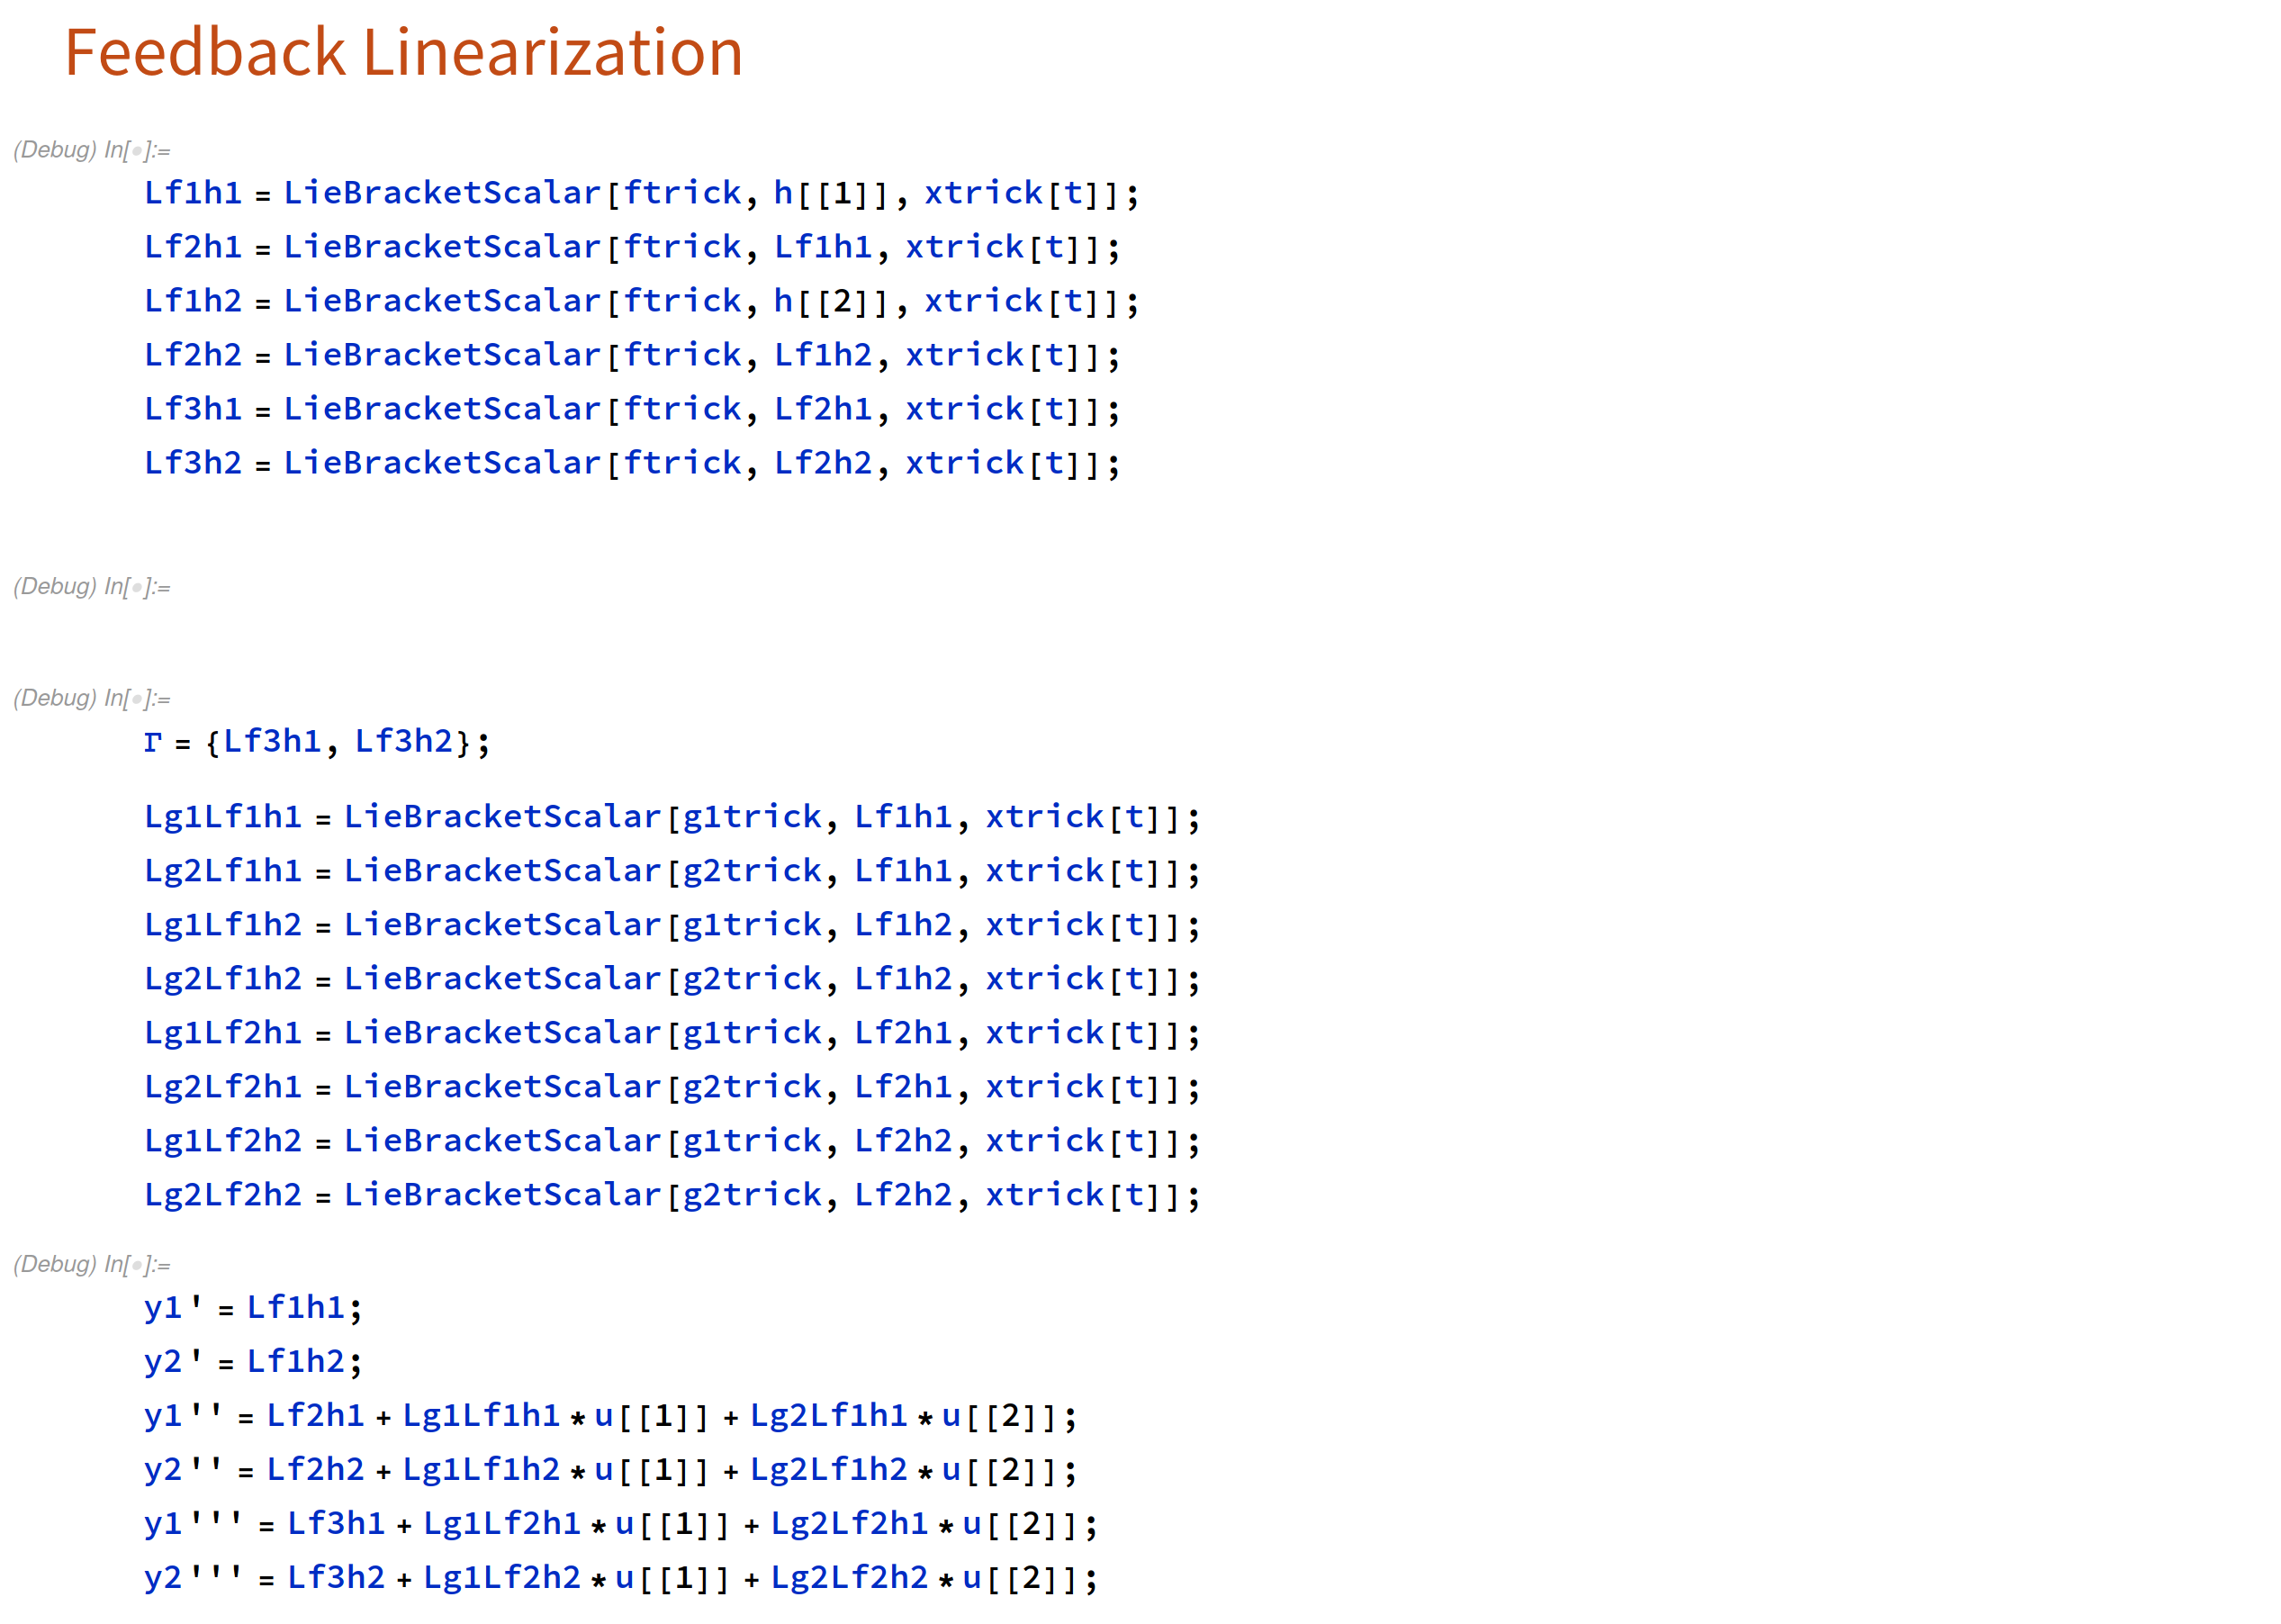 Feedback Linearization
(Debug) In[•]:=
Lf1h1 = LieBracketScalar[ftrick, h[[1]], xtrick[t]];
Lf2h1 = LieBracketScalar[ftrick, Lf1h1, xtrick[t]];
Lf1h2 = LieBracketScalar[ftrick, h[[2]], xtrick[t]];
Lf2h2 = LieBracketScalar[ftrick, Lf1h2, xtrick[t]];
Lf3h1 = LieBracketScalar[ftrick, Lf2h1, xtrick[t]];
Lf3h2 = LieBracketScalar[ftrick, Lf2h2, xtrick[t]];
(Debug) In[•]:=
(Debug) In[•]:=
Γ = {Lf3h1, Lf3h2};
Lg1Lf1h1 = LieBracketScalar[g1trick, Lf1h1, xtrick[t]];
Lg2Lf1h1 = LieBracketScalar[g2trick, Lf1h1, xtrick[t]];
Lg1Lf1h2 = LieBracketScalar[g1trick, Lf1h2, xtrick[t]];
Lg2Lf1h2 = LieBracketScalar[g2trick, Lf1h2, xtrick[t]];
Lg1Lf2h1 = LieBracketScalar[g1trick, Lf2h1, xtrick[t]];
Lg2Lf2h1 = LieBracketScalar[g2trick, Lf2h1, xtrick[t]];
Lg1Lf2h2 = LieBracketScalar[g1trick, Lf2h2, xtrick[t]];
Lg2Lf2h2 = LieBracketScalar[g2trick, Lf2h2, xtrick[t]];
(Debug) In[•]:=
y1' = Lf1h1;
y2' = Lf1h2;
y1'' = Lf2h1 + Lg1Lf1h1 * u[[1]] + Lg2Lf1h1 * u[[2]];
y2'' = Lf2h2 + Lg1Lf1h2 * u[[1]] + Lg2Lf1h2 * u[[2]];
y1''' = Lf3h1 + Lg1Lf2h1 * u[[1]] + Lg2Lf2h1 * u[[2]];
y2''' = Lf3h2 + Lg1Lf2h2 * u[[1]] + Lg2Lf2h2 * u[[2]];